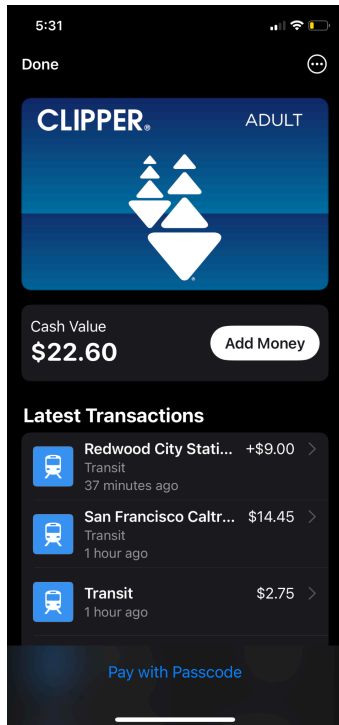 5:31
Done
CLIPPER®
ADULT
Cash Value
$22.60
Add Money
Latest Transactions
Redwood City Stati... +$9.00
Transit
37 minutes ago
San Francisco Caltr... $14.45
Transit
1 hour ago
Transit $2.75
1 hour ago
Pay with Passcode